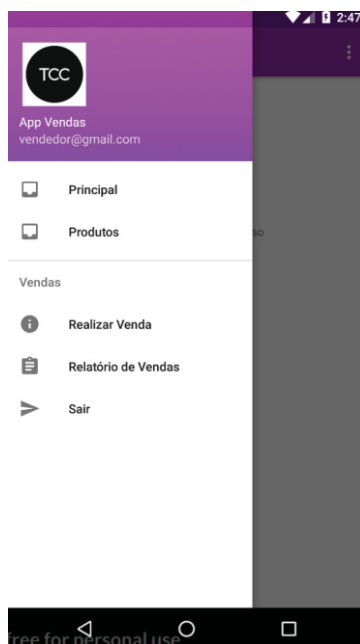 2:47
TCC
App Vendas
vendedor@gmail.com
Principal
Produtos
so
Vendas
Realizar Venda
Relatório de Vendas
Sair
free for personal use